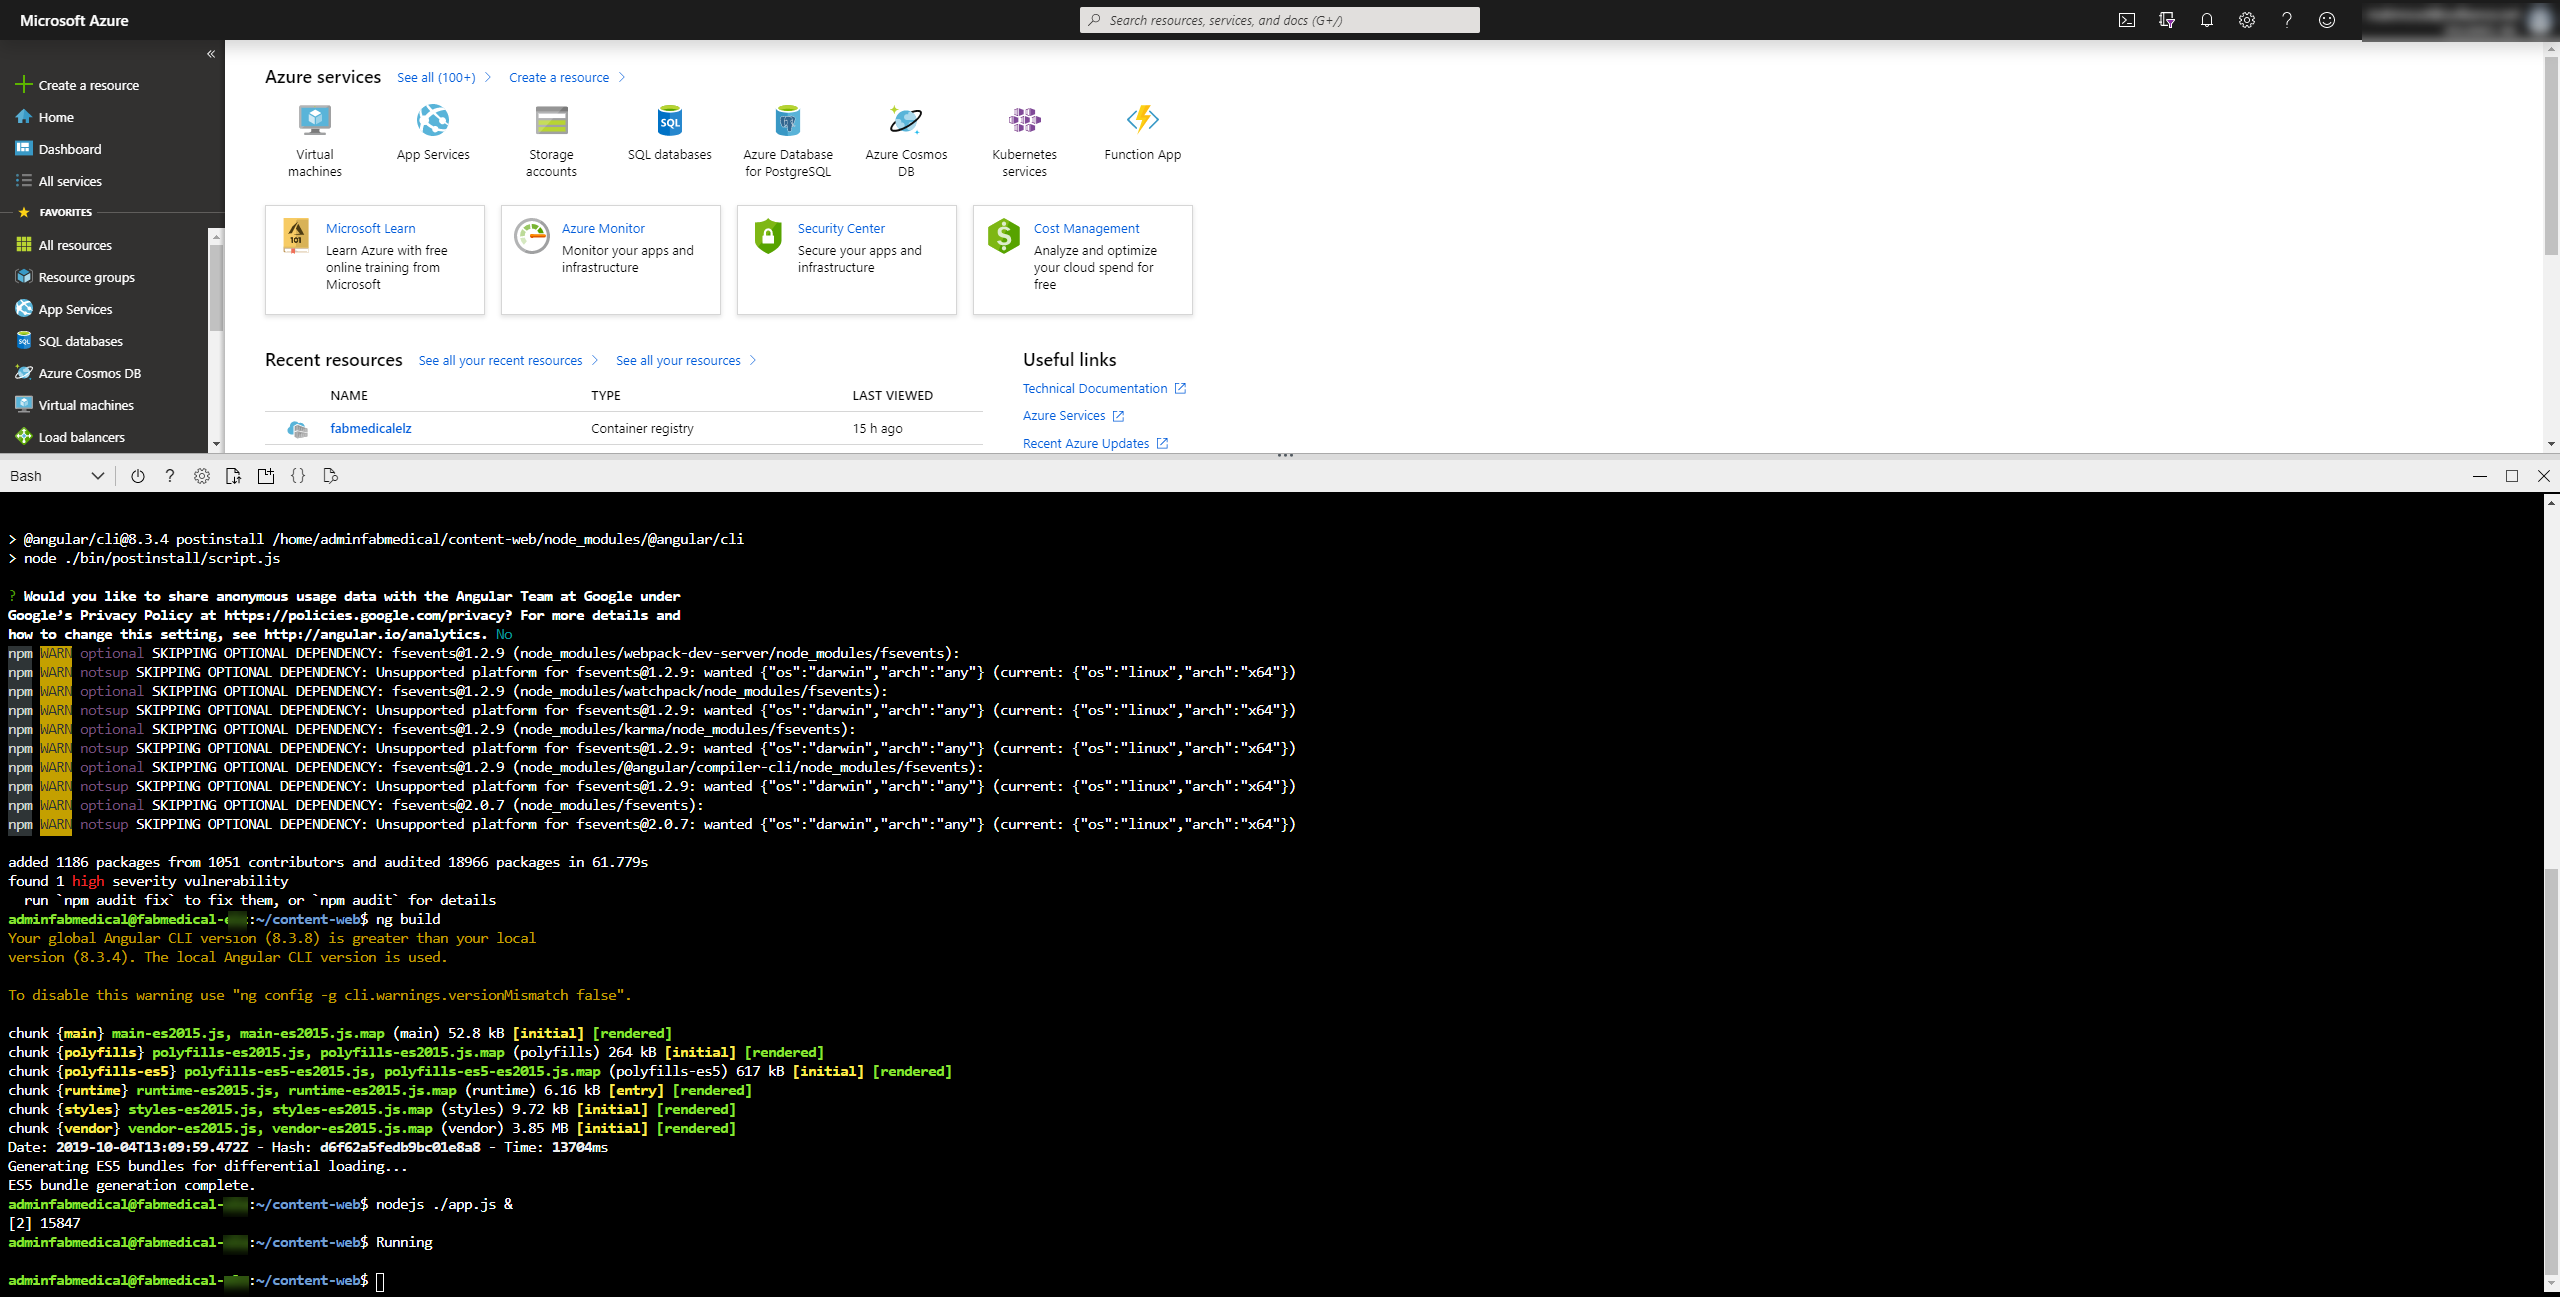 Microsoft Azure
Search resources, services, and docs (G+/)
Create a resource
Home
Dashboard
All services
FAVORITES
All resources
Resource groups
App Services
SQL databases
Azure Cosmos DB
Virtual machines
Load balancers
Azure services See all (100+) Create a resource
Virtual machines
App Services
Storage accounts
SQL
SQL databases
Azure Database for PostgreSQL
Azure Cosmos DB
Kubernetes services
Function App
101
Microsoft Learn
Learn Azure with free
online training from
Microsoft
Azure Monitor
Monitor your apps and
infrastructure
Security Center
Secure your apps and
infrastructure
Cost Management
Analyze and optimize
your cloud spend for
free
Recent resources See all your recent resources See all your resources
NAME TYPE LAST VIEWED
fabmedicalelz Container registry 15 h ago
Useful links
Technical Documentation
Azure Services
Recent Azure Updates
Bash
> @angular/cli@8.3.4 postinstall /home/adminfabmedical/content-web/node_modules/@angular/cli
> node ./bin/postinstall/script.js
? Would you like to share anonymous usage data with the Angular Team at Google under
Google’s Privacy Policy at https://policies.google.com/privacy? For more details and
how to change this setting, see http://angular.io/analytics. No
npm WARN optional SKIPPING OPTIONAL DEPENDENCY: fsevents@1.2.9 (node_modules/webpack-dev-server/node_modules/fsevents):
npm WARN notsup SKIPPING OPTIONAL DEPENDENCY: Unsupported platform for fsevents@1.2.9: wanted {"os":"darwin","arch":"any"} (current: {"os":"linux","arch":"x64"})
npm WARN optional SKIPPING OPTIONAL DEPENDENCY: fsevents@1.2.9 (node_modules/watchpack/node_modules/fsevents):
npm WARN notsup SKIPPING OPTIONAL DEPENDENCY: Unsupported platform for fsevents@1.2.9: wanted {"os":"darwin","arch":"any"} (current: {"os":"linux","arch":"x64"})
npm WARN optional SKIPPING OPTIONAL DEPENDENCY: fsevents@1.2.9 (node_modules/karma/node_modules/fsevents):
npm WARN notsup SKIPPING OPTIONAL DEPENDENCY: Unsupported platform for fsevents@1.2.9: wanted {"os":"darwin","arch":"any"} (current: {"os":"linux","arch":"x64"})
npm WARN optional SKIPPING OPTIONAL DEPENDENCY: fsevents@1.2.9 (node_modules/@angular/compiler-cli/node_modules/fsevents):
npm WARN notsup SKIPPING OPTIONAL DEPENDENCY: Unsupported platform for fsevents@1.2.9: wanted {"os":"darwin","arch":"any"} (current: {"os":"linux","arch":"x64"})
npm WARN optional SKIPPING OPTIONAL DEPENDENCY: fsevents@2.0.7 (node_modules/fsevents):
npm WARN notsup SKIPPING OPTIONAL DEPENDENCY: Unsupported platform for fsevents@2.0.7: wanted {"os":"darwin","arch":"any"} (current: {"os":"linux","arch":"x64"})
added 1186 packages from 1051 contributors and audited 18966 packages in 61.779s
found 1 high severity vulnerability
run `npm audit fix` to fix them, or `npm audit` for details
adminfabmedical@fabmedical- :~/content-web$ ng build
Your global Angular CLI version (8.3.8) is greater than your local
version (8.3.4). The local Angular CLI version is used.
To disable this warning use "ng config -g cli.warnings.versionMismatch false".
chunk {main} main-es2015.js, main-es2015.js.map (main) 52.8 kB [initial] [rendered]
chunk {polyfills} polyfills-es2015.js, polyfills-es2015.js.map (polyfills) 264 kB [initial] [rendered]
chunk {polyfills-es5} polyfills-es5-es2015.js, polyfills-es5-es2015.js.map (polyfills-es5) 617 kB [initial] [rendered]
chunk {runtime} runtime-es2015.js, runtime-es2015.js.map (runtime) 6.16 kB [entry] [rendered]
chunk {styles} styles-es2015.js, styles-es2015.js.map (styles) 9.72 kB [initial] [rendered]
chunk {vendor} vendor-es2015.js, vendor-es2015.js.map (vendor) 3.85 MB [initial] [rendered]
Date: 2019-10-04T13:09:59.472Z - Hash: d6f62a5fedb9bc01e8a8 - Time: 13704ms
Generating ES5 bundles for differential loading...
ES5 bundle generation complete.
adminfabmedical@fabmedical- :~/content-web$ nodejs ./app.js &
[2] 15847
adminfabmedical@fabmedical- :~/content-web$ Running
adminfabmedical@fabmedical- :~/content-web$